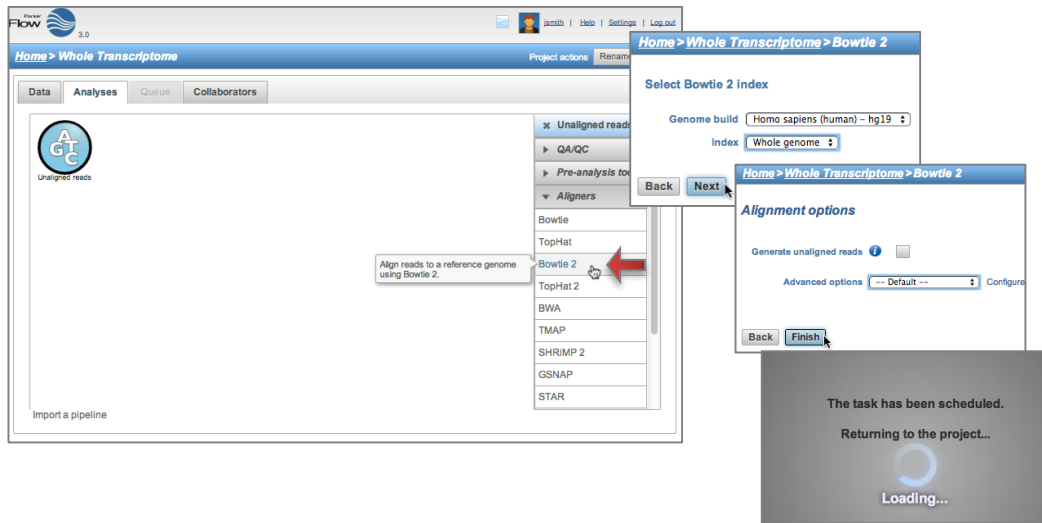 Partek
Flow
3.0
jsmith | Help | Settings | Log out
Home > Whole Transcriptome
Project actions Rename
Data Analyses Queue Collaborators
ATGC
Unaligned reads
Unaligned reads
QA/QC
Pre-analysis too
Aligners
Bowtie
TopHat
Bowtie 2
TopHat 2
BWA
TMAP
SHRiMP 2
GSNAP
STAR
Align reads to a reference genome
using Bowtie 2.
Import a pipeline
Home > Whole Transcriptome > Bowtie 2
Select Bowtie 2 index
Genome build Homo sapiens (human) - hg19
Index Whole genome
Back Next
Home > Whole Transcriptome > Bowtie 2
Alignment options
Generate unaligned reads i
Advanced options -- Default -- Configure
Back Finish
The task has been scheduled.
Returning to the project...
Loading...